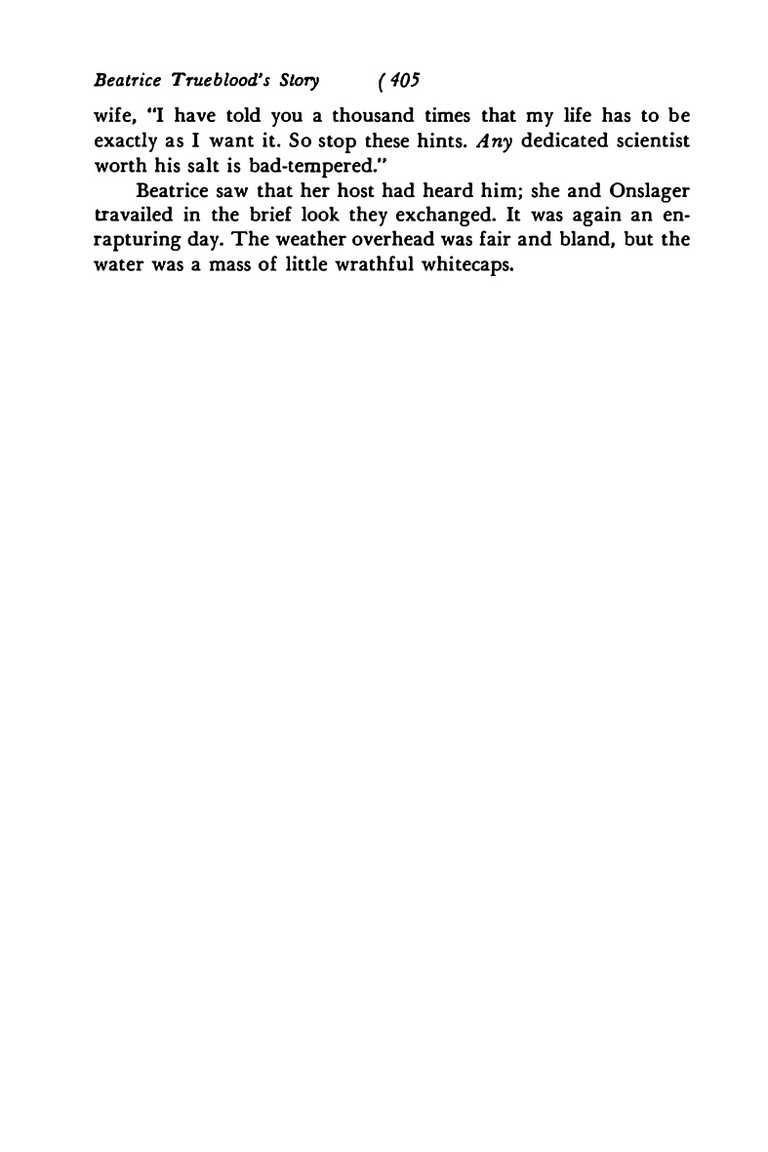 Beatrice Trueblood's Story ( 405
wife, "I have told you a thousand times that my life has to be
exactly as I want it. So stop these hints. Any dedicated scientist
worth his salt is bad-tempered."
Beatrice saw that her host had heard him; she and Onslager
travailed in the brief look they exchanged. It was again an en-
rapturing day. The weather overhead was fair and bland, but the
water was a mass of little wrathful whitecaps.